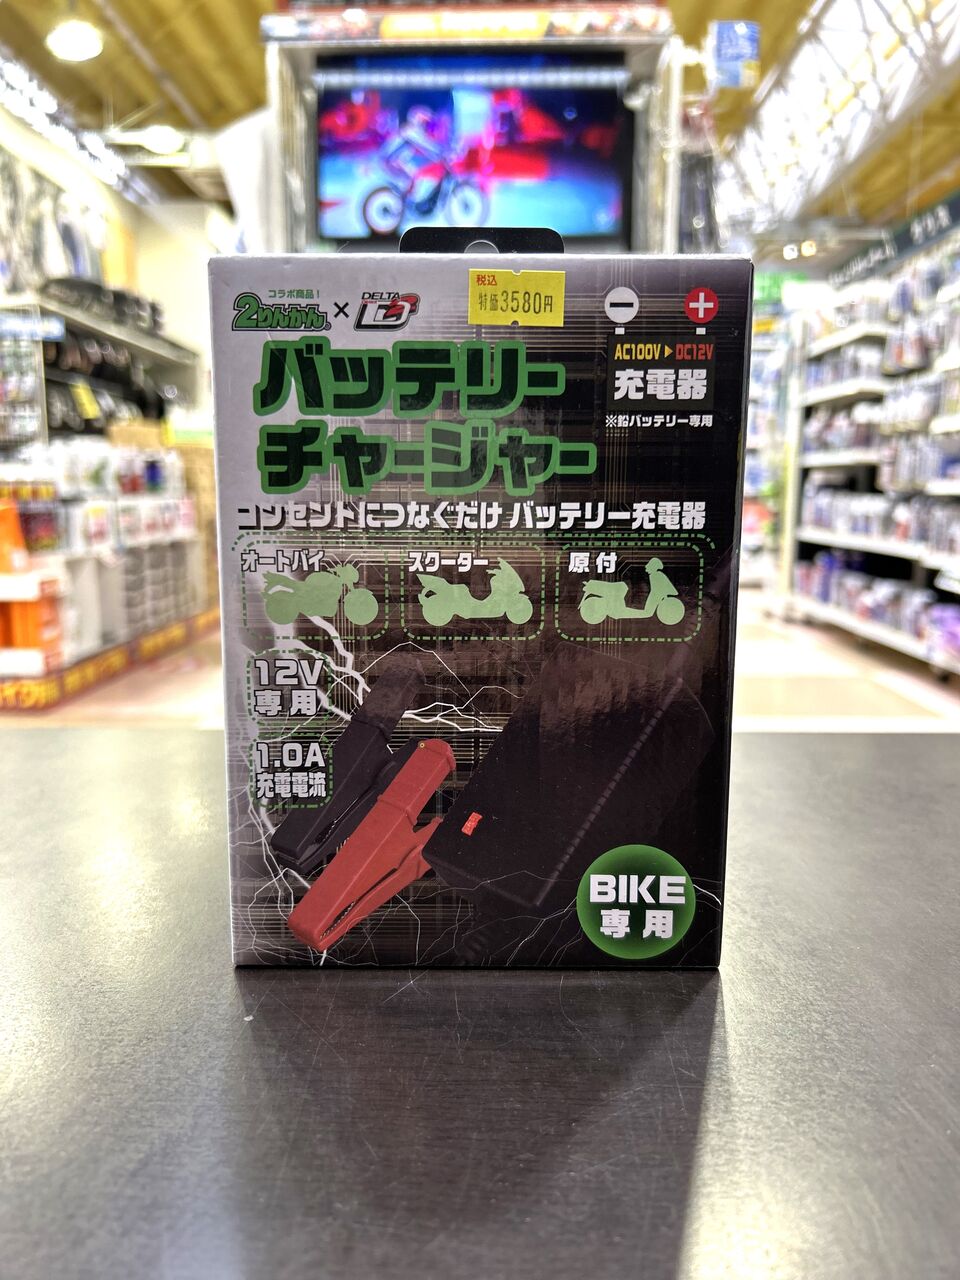 コラボ商品！
2りんかん
×
DELTA
税込
特価3580円
−
+
AC100V▶DC12V
充電器
※鉛バッテリー専用
バッテリー
チャージャー
コンセントにつなぐだけ バッテリー充電器
オートバイ
スクーター
原付
12V
専用
1.0A
充電電流
BIKE
専用